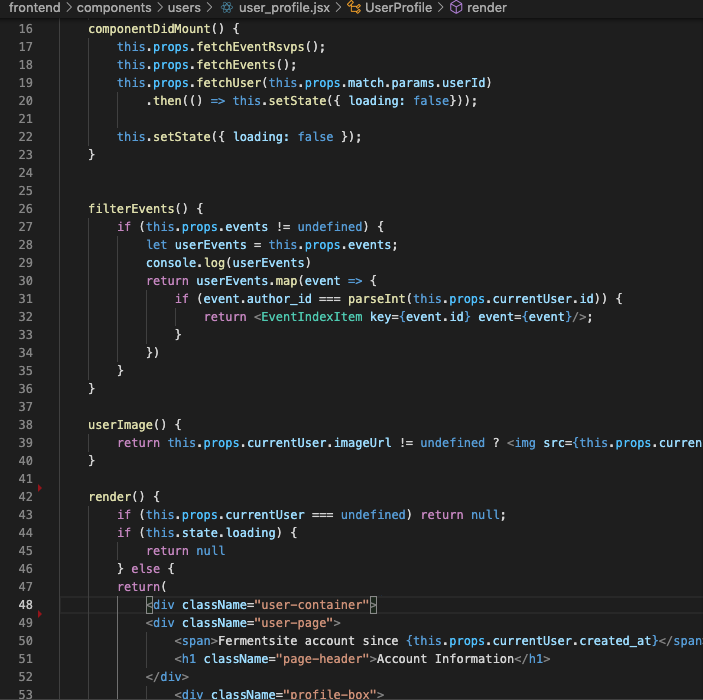 frontend > components > users > user_profile.jsx > UserProfile > render
16 componentDidMount() {
17 this.props.fetchEventRsvps();
18 this.props.fetchEvents();
19 this.props.fetchUser(this.props.match.params.userId)
20 .then(() => this.setState({ loading: false}));
21
22 this.setState({ loading: false });
23 }
24
25
26 filterEvents() {
27 if (this.props.events != undefined) {
28 let userEvents = this.props.events;
29 console.log(userEvents)
30 return userEvents.map(event => {
31 if (event.author_id === parseInt(this.props.currentUser.id)) {
32 return <EventIndexItem key={event.id} event={event}/>;
33 }
34 })
35 }
36 }
37
38 userImage() {
39 return this.props.currentUser.imageUrl != undefined ? <img src={this.props.curren
40 }
41
42 render() {
43 if (this.props.currentUser === undefined) return null;
44 if (this.state.loading) {
45 return null
46 } else {
47 return(
48 <div className="user-container">
49 <div className="user-page">
50 <span>Fermentsite account since {this.props.currentUser.created_at}</span
51 <h1 className="page-header">Account Information</h1>
52 </div>
53 <div className="profile-box">